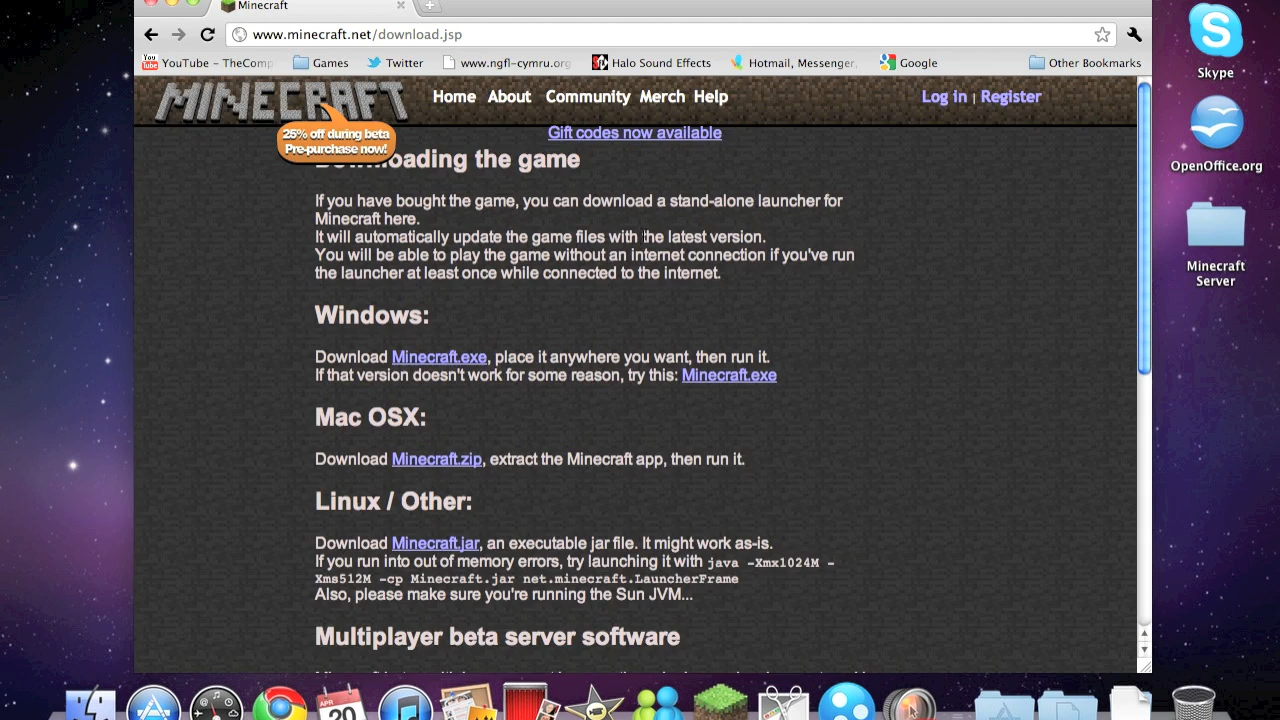 Minecraft
www.minecraft.net/download.jsp
You Tube YouTube – TheComp Games Twitter www.ngfl-cymru.org Halo Sound Effects Hotmail, Messenger, Google Other Bookmarks
MINECRAFT Home About Community Merch Help Log in | Register
25% off during beta
Pre-purchase now!
Gift codes now available
Downloading the game
If you have bought the game, you can download a stand-alone launcher for
Minecraft here.
It will automatically update the game files with the latest version.
You will be able to play the game without an internet connection if you've run
the launcher at least once while connected to the internet.
Windows:
Download Minecraft.exe, place it anywhere you want, then run it.
If that version doesn't work for some reason, try this: Minecraft.exe
Mac OSX:
Download Minecraft.zip, extract the Minecraft app, then run it.
Linux / Other:
Download Minecraft.jar, an executable jar file. It might work as-is.
If you run into out of memory errors, try launching it with java -Xmx1024M -
Xms512M -cp Minecraft.jar net.minecraft.LauncherFrame
Also, please make sure you're running the Sun JVM...
Multiplayer beta server software
Skype
OpenOffice.org
Minecraft
Server
APR
20